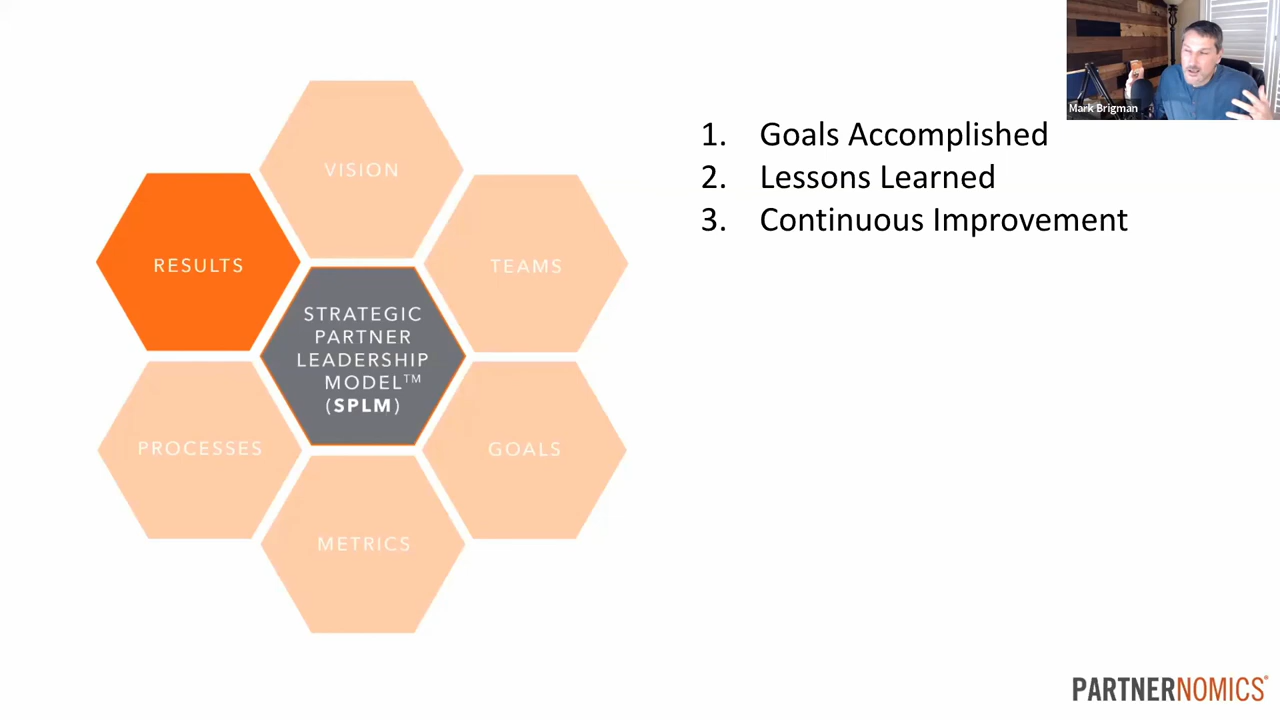 VISION
RESULTS
TEAMS
STRATEGIC
PARTNER
LEADERSHIP
MODEL™
(SPLM)
PROCESSES
GOALS
METRICS
1. Goals Accomplished
2. Lessons Learned
3. Continuous Improvement
Mark Brigman
PARTNERNOMICS®